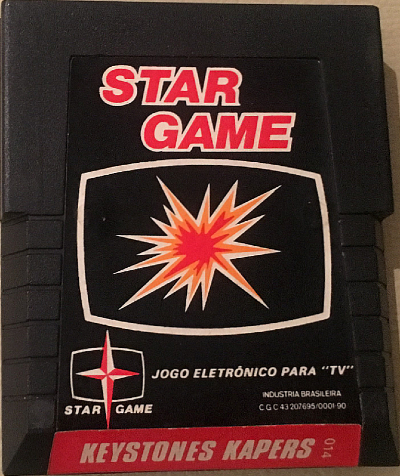 STAR
GAME
JOGO ELETRÔNICO PARA "TV"
INDUSTRIA BRASILEIRA
C G C 43 207695/0001-90
STAR GAME
KEYSTONES KAPERS 014